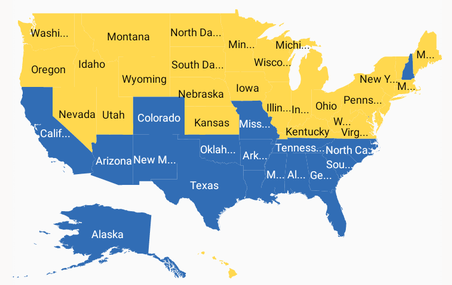 Washi...
Montana
North Da...
Min...
Michi...
M...
Oregon
Idaho
South Da...
Wisco...
New Y...
Wyoming
M...
Nebraska
Iowa
Penns...
Nevada
Utah
Illin...
In...
Ohio
Colorado
Kansas
Miss...
Kentucky
W...
Virg...
Calif...
Arizona
New M...
Oklah...
Ark...
Tenness...
North Ca...
Sou...
Texas
M...
Al...
Ge...
Alaska